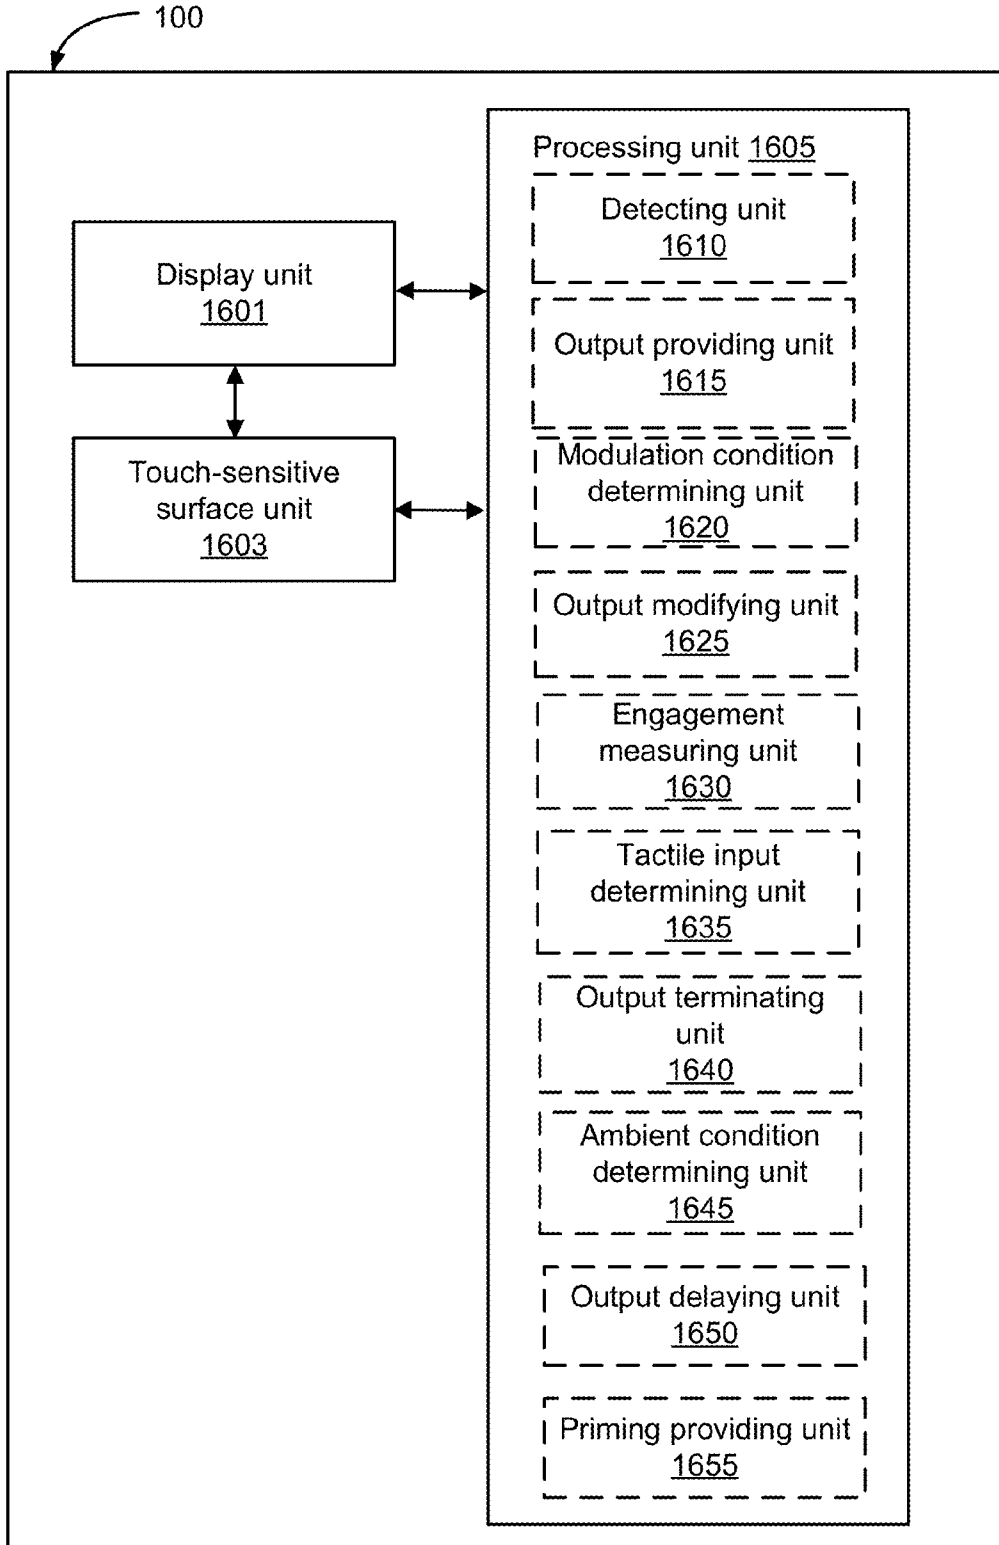 100
Processing unit 1605
Detecting unit
1610
Display unit
1601
Output providing unit
1615
Touch-sensitive
surface unit
1603
Modulation condition
determining unit
1620
Output modifying unit
1625
Engagement
measuring unit
1630
Tactile input
determining unit
1635
Output terminating
unit
1640
Ambient condition
determining unit
1645
Output delaying unit
1650
Priming providing unit
1655